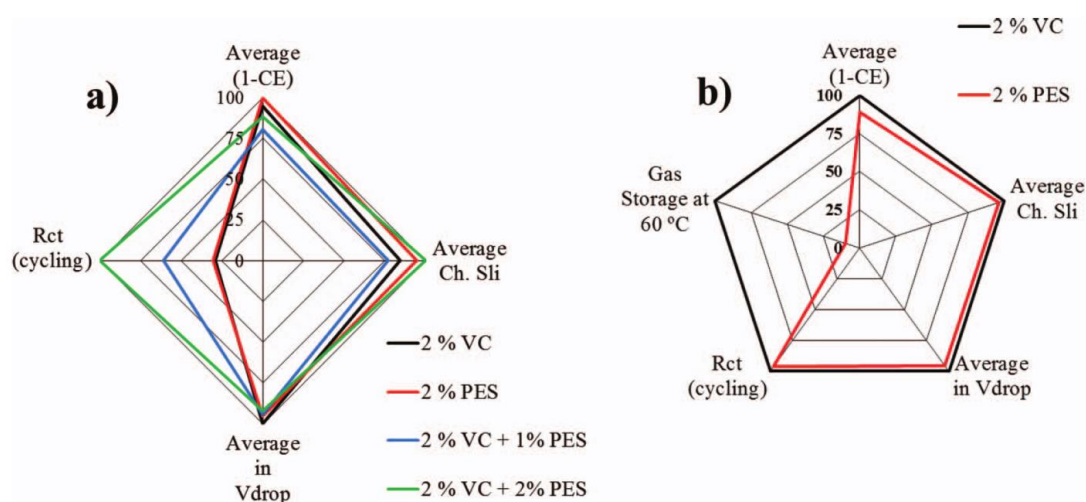 a)
Average
(1-CE)
100
75
50
25
0
Rct
(cycling)
Average
Ch. Sli
Average
in
Vdrop
2 % VC
2 % PES
2 % VC + 1% PES
2 % VC + 2% PES
b)
2 % VC
2 % PES
Average
(1-CE)
100
75
50
25
0
Gas
Storage at
60 ºC
Average
Ch. Sli
Rct
(cycling)
Average
in Vdrop